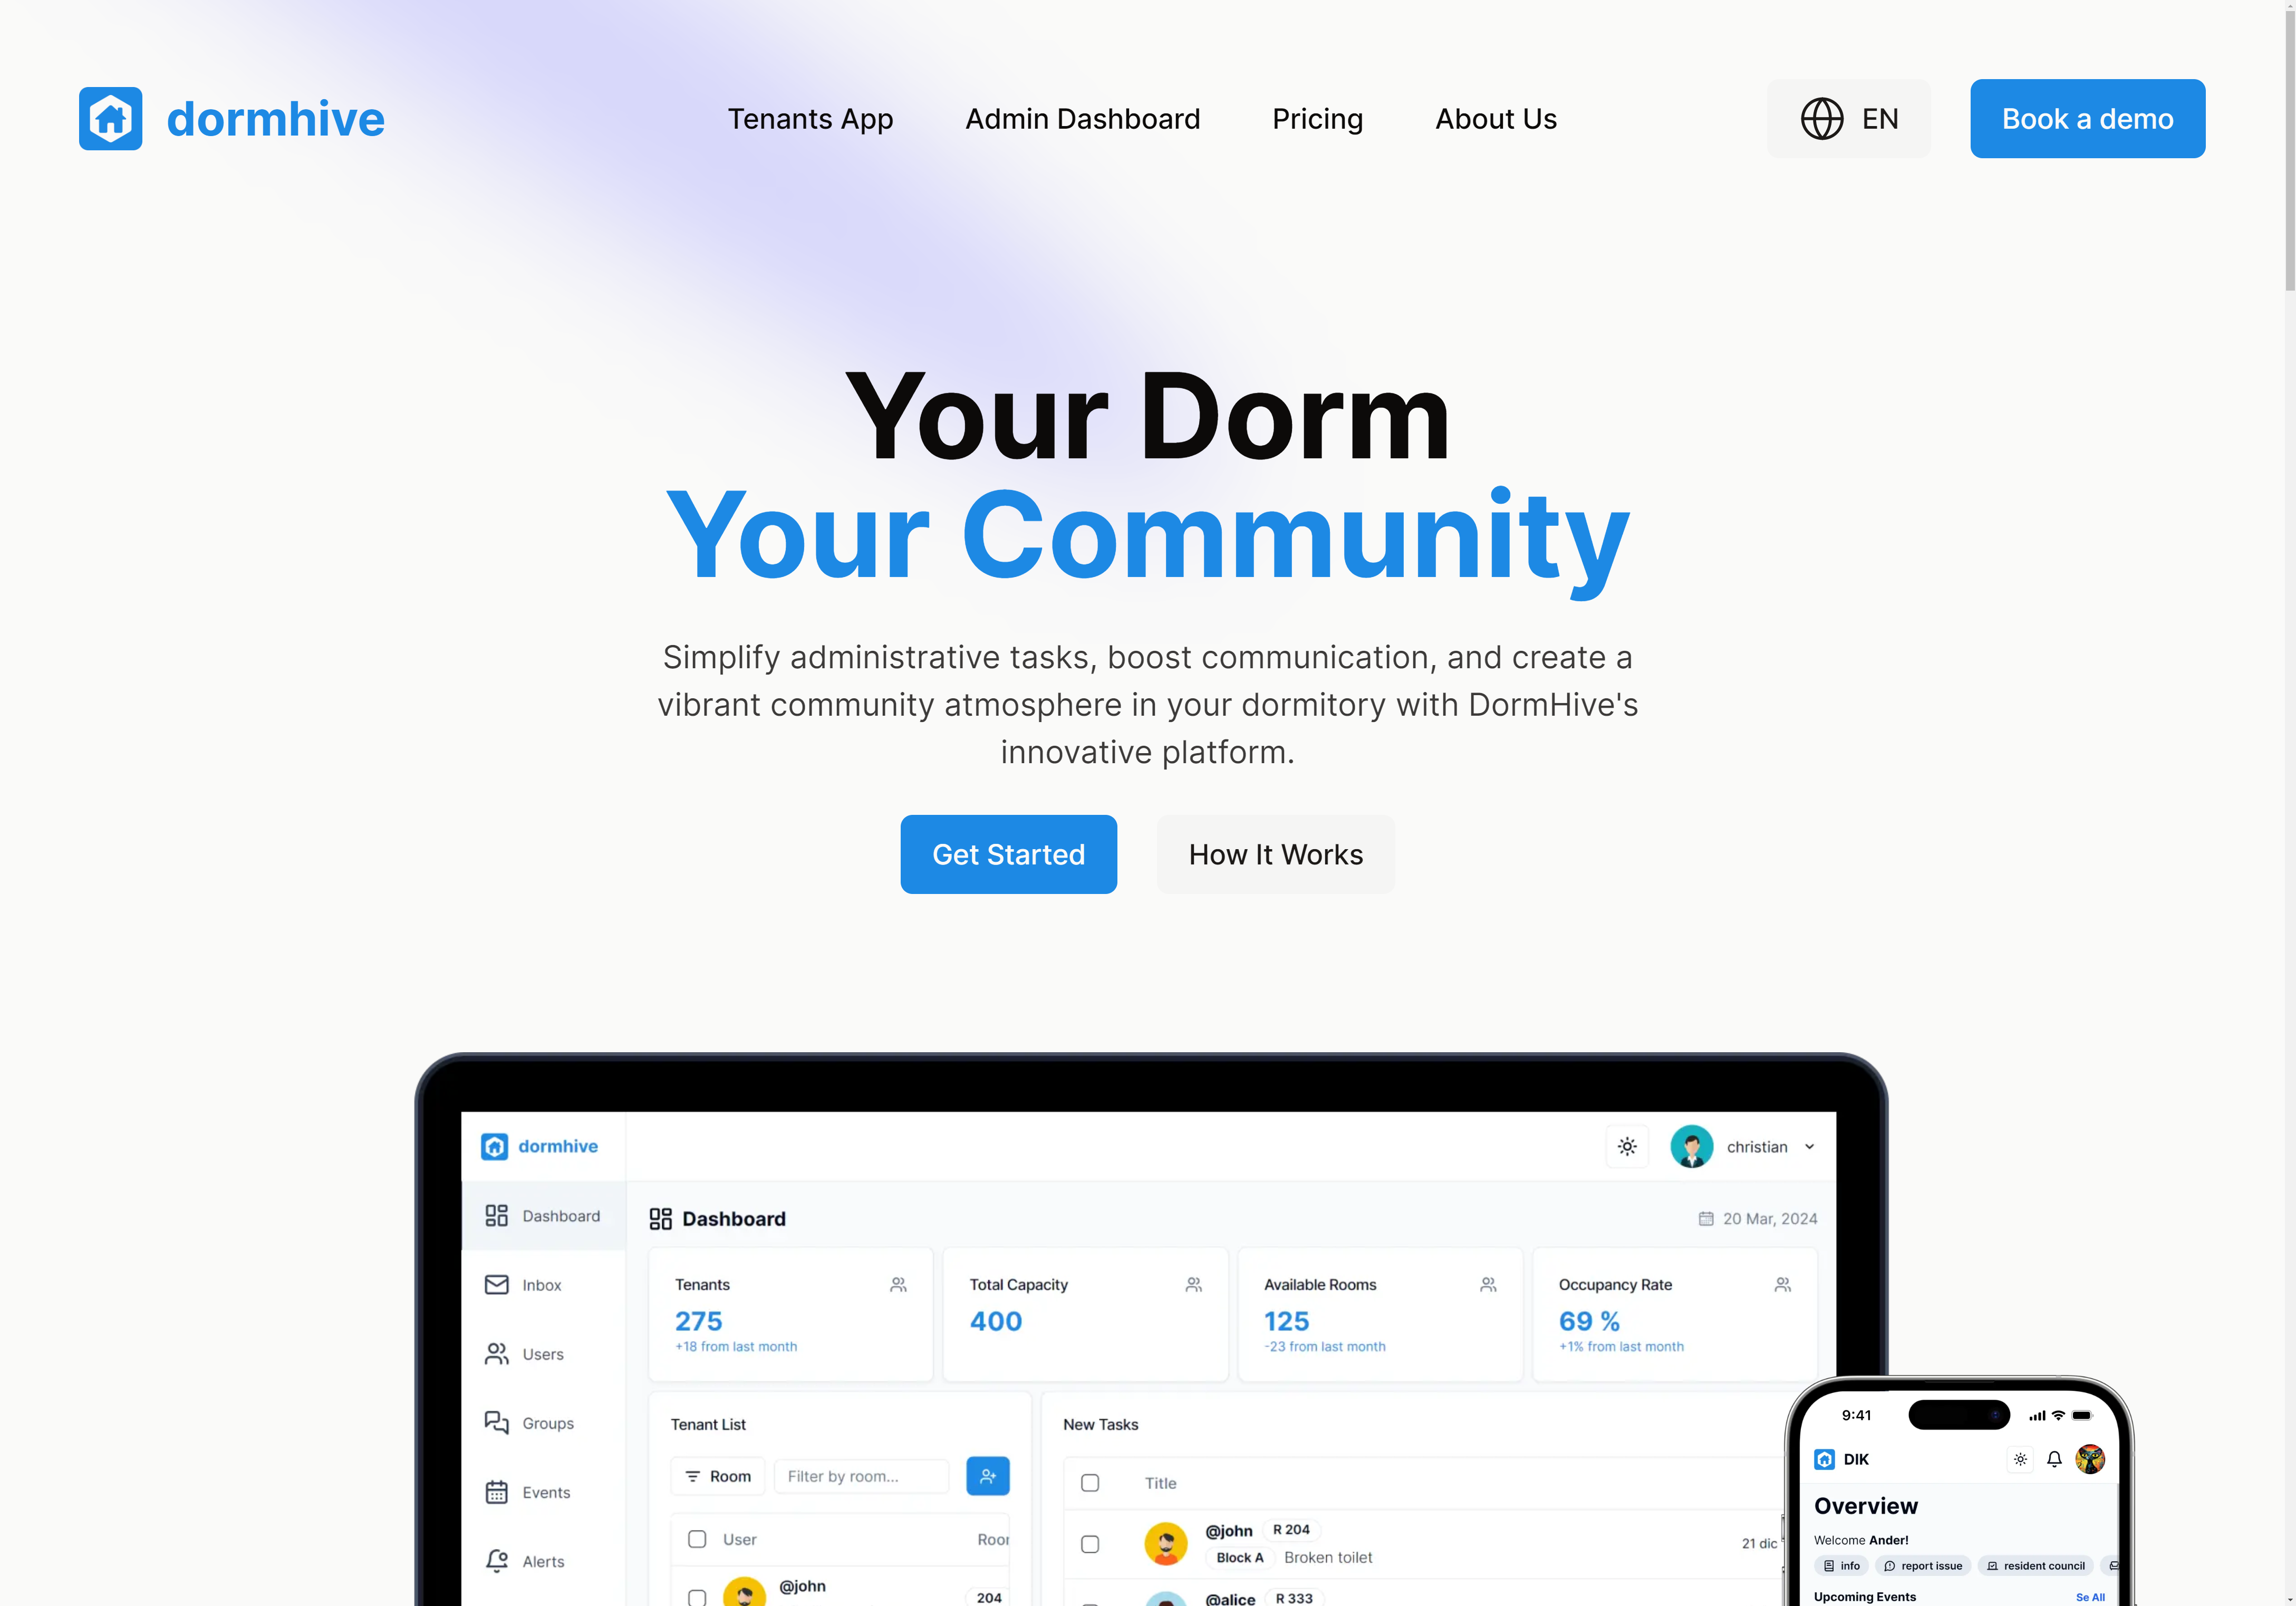 dormhive
Tenants App
Admin Dashboard
Pricing
About Us
EN
Book a demo
Your Dorm
Your Community
Simplify administrative tasks, boost communication, and create a
vibrant community atmosphere in your dormitory with DormHive's
innovative platform.
Get Started
How It Works
dormhive
christian
Dashboard
Inbox
Users
Groups
Events
Alerts
Dashboard
20 Mar, 2024
Tenants
275
+18 from last month
Total Capacity
400
Available Rooms
125
-23 from last month
Occupancy Rate
69 %
+1% from last month
Tenant List
Room
Filter by room...
User
Roor
@john
204
New Tasks
Title
@john R 204
Block A Broken toilet
21 dic
@alice R 333
9:41
DIK
Overview
Welcome Ander!
info
report issue
resident council
Upcoming Events
Se All